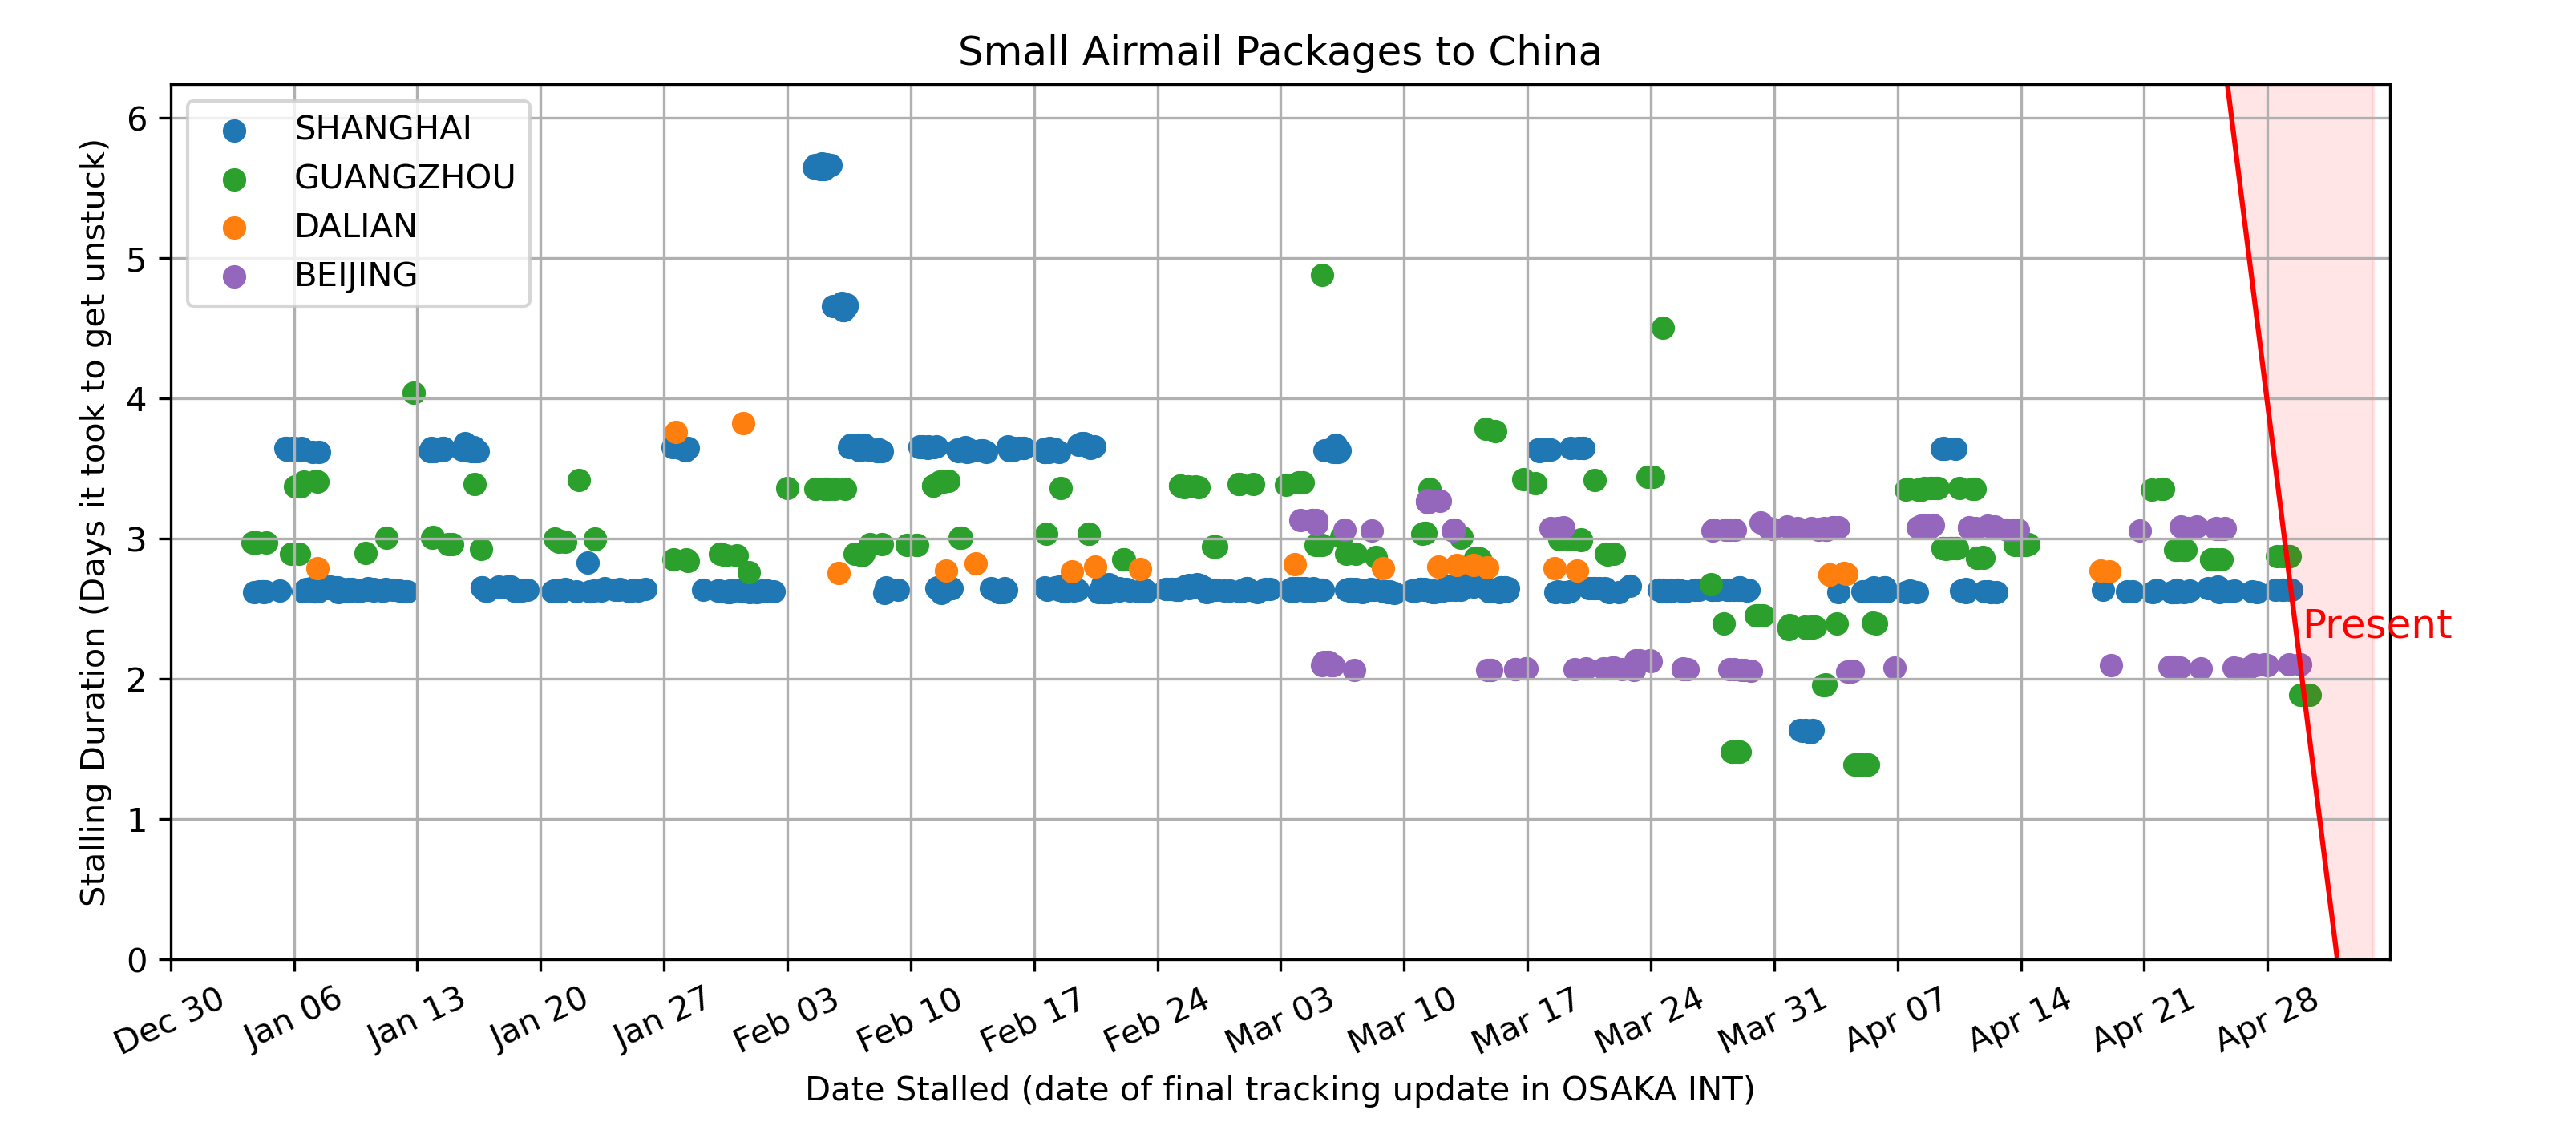 Small Airmail Packages to China
SHANGHAI
GUANGZHOU
DALIAN
BEIJING
Stalling Duration (Days it took to get unstuck)
6
5
4
3
2
1
0
Present
Dec 30
Jan 06
Jan 13
Jan 20
Jan 27
Feb 03
Feb 10
Feb 17
Feb 24
Mar 03
Mar 10
Mar 17
Mar 24
Mar 31
Apr 07
Apr 14
Apr 21
Apr 28
Date Stalled (date of final tracking update in OSAKA INT)